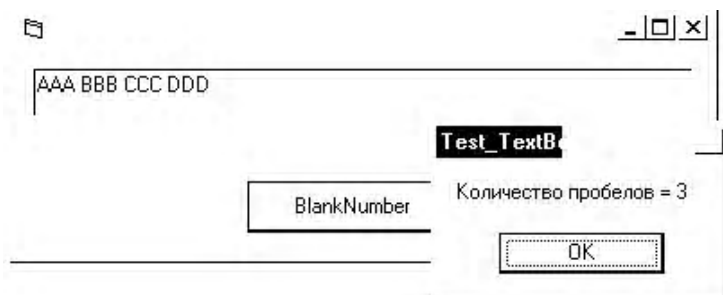 AAA BBB CCC DDD
Test_TextB
Количество пробелов = 3
BlankNumber
OK